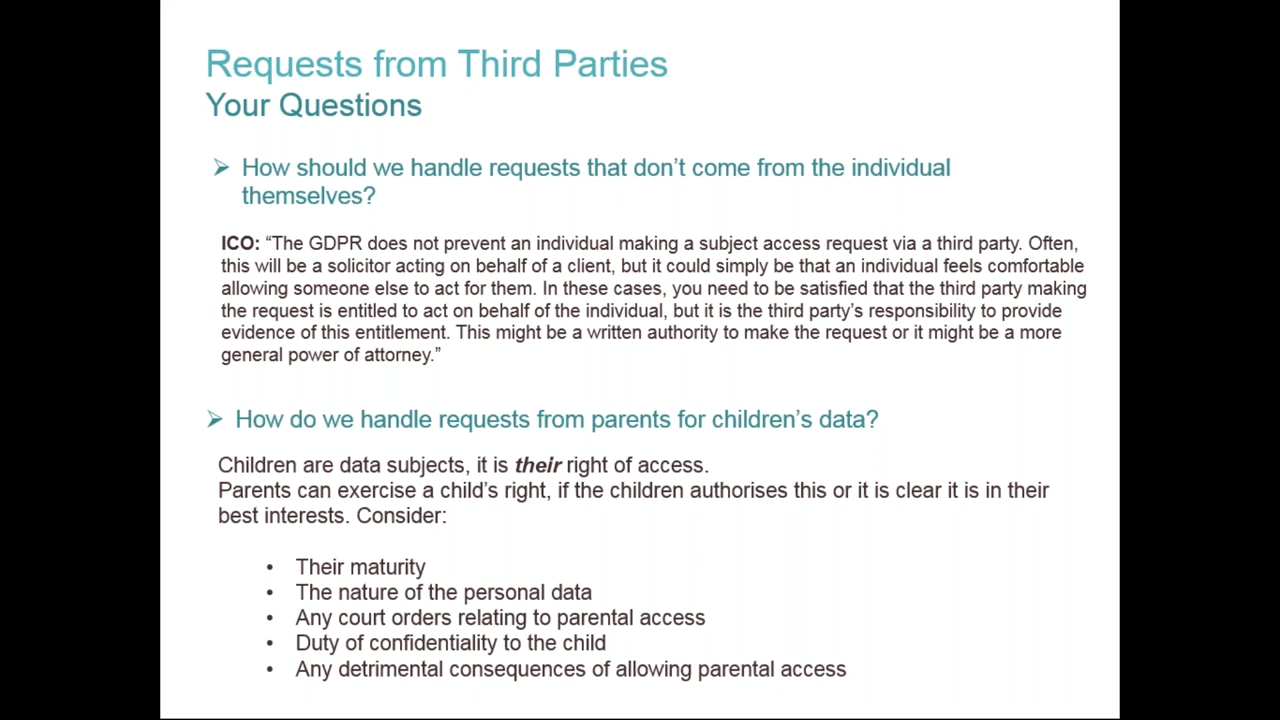 Requests from Third Parties
Your Questions
➢ How should we handle requests that don’t come from the individual
themselves?
ICO: “The GDPR does not prevent an individual making a subject access request via a third party. Often,
this will be a solicitor acting on behalf of a client, but it could simply be that an individual feels comfortable
allowing someone else to act for them. In these cases, you need to be satisfied that the third party making
the request is entitled to act on behalf of the individual, but it is the third party’s responsibility to provide
evidence of this entitlement. This might be a written authority to make the request or it might be a more
general power of attorney.”
➢ How do we handle requests from parents for children’s data?
Children are data subjects, it is their right of access.
Parents can exercise a child’s right, if the children authorises this or it is clear it is in their
best interests. Consider:
• Their maturity
• The nature of the personal data
• Any court orders relating to parental access
• Duty of confidentiality to the child
• Any detrimental consequences of allowing parental access